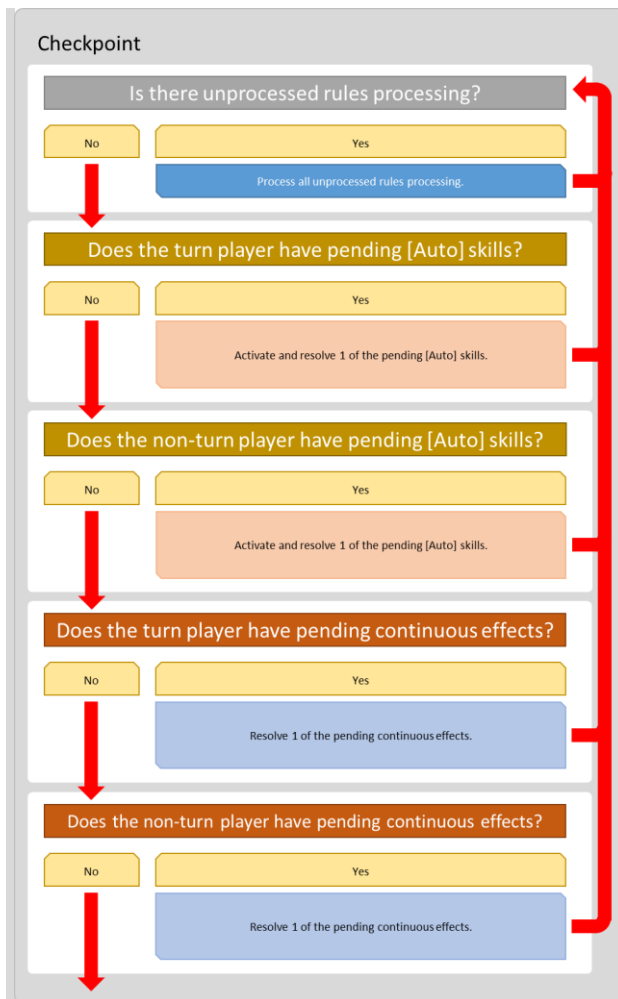 Checkpoint
Is there unprocessed rules processing?
No
Yes
Process all unprocessed rules processing.
Does the turn player have pending [Auto] skills?
No
Yes
Activate and resolve 1 of the pending [Auto] skills.
Does the non-turn player have pending [Auto] skills?
No
Yes
Activate and resolve 1 of the pending [Auto] skills.
Does the turn player have pending continuous effects?
No
Yes
Resolve 1 of the pending continuous effects.
Does the non-turn player have pending continuous effects?
No
Yes
Resolve 1 of the pending continuous effects.